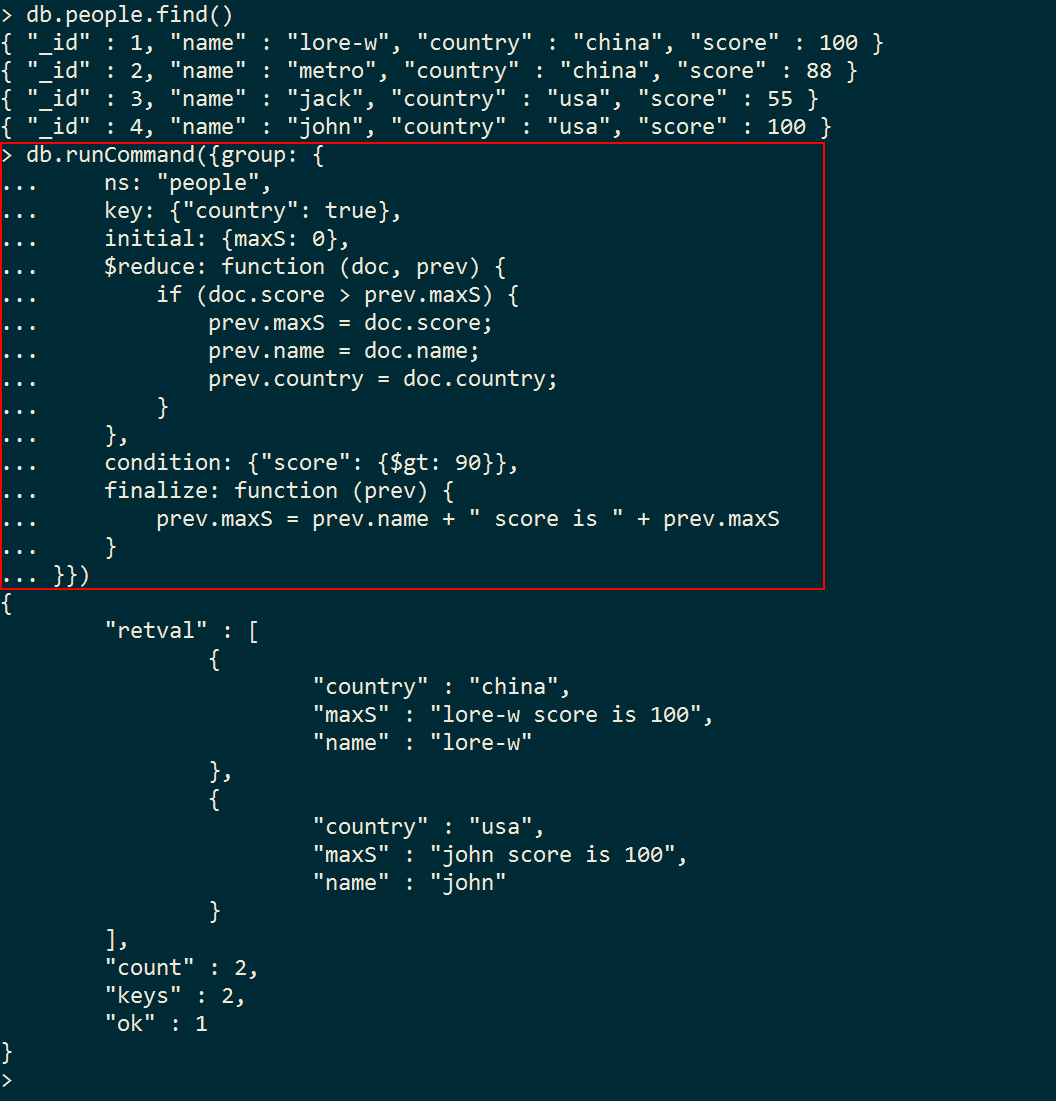 > db.people.find()
{ "_id" : 1, "name" : "lore-w", "country" : "china", "score" : 100 }
{ "_id" : 2, "name" : "metro", "country" : "china", "score" : 88 }
{ "_id" : 3, "name" : "jack", "country" : "usa", "score" : 55 }
{ "_id" : 4, "name" : "john", "country" : "usa", "score" : 100 }
> db.runCommand({group: {
...     ns: "people",
...     key: {"country": true},
...     initial: {maxS: 0},
...     $reduce: function (doc, prev) {
...         if (doc.score > prev.maxS) {
...             prev.maxS = doc.score;
...             prev.name = doc.name;
...             prev.country = doc.country;
...         }
...     },
...     condition: {"score": {$gt: 90}},
...     finalize: function (prev) {
...         prev.maxS = prev.name + " score is " + prev.maxS
...     }
... }})
{
        "retval" : [
                {
                        "country" : "china",
                        "maxS" : "lore-w score is 100",
                        "name" : "lore-w"
                },
                {
                        "country" : "usa",
                        "maxS" : "john score is 100",
                        "name" : "john"
                }
        ],
        "count" : 2,
        "keys" : 2,
        "ok" : 1
}
>